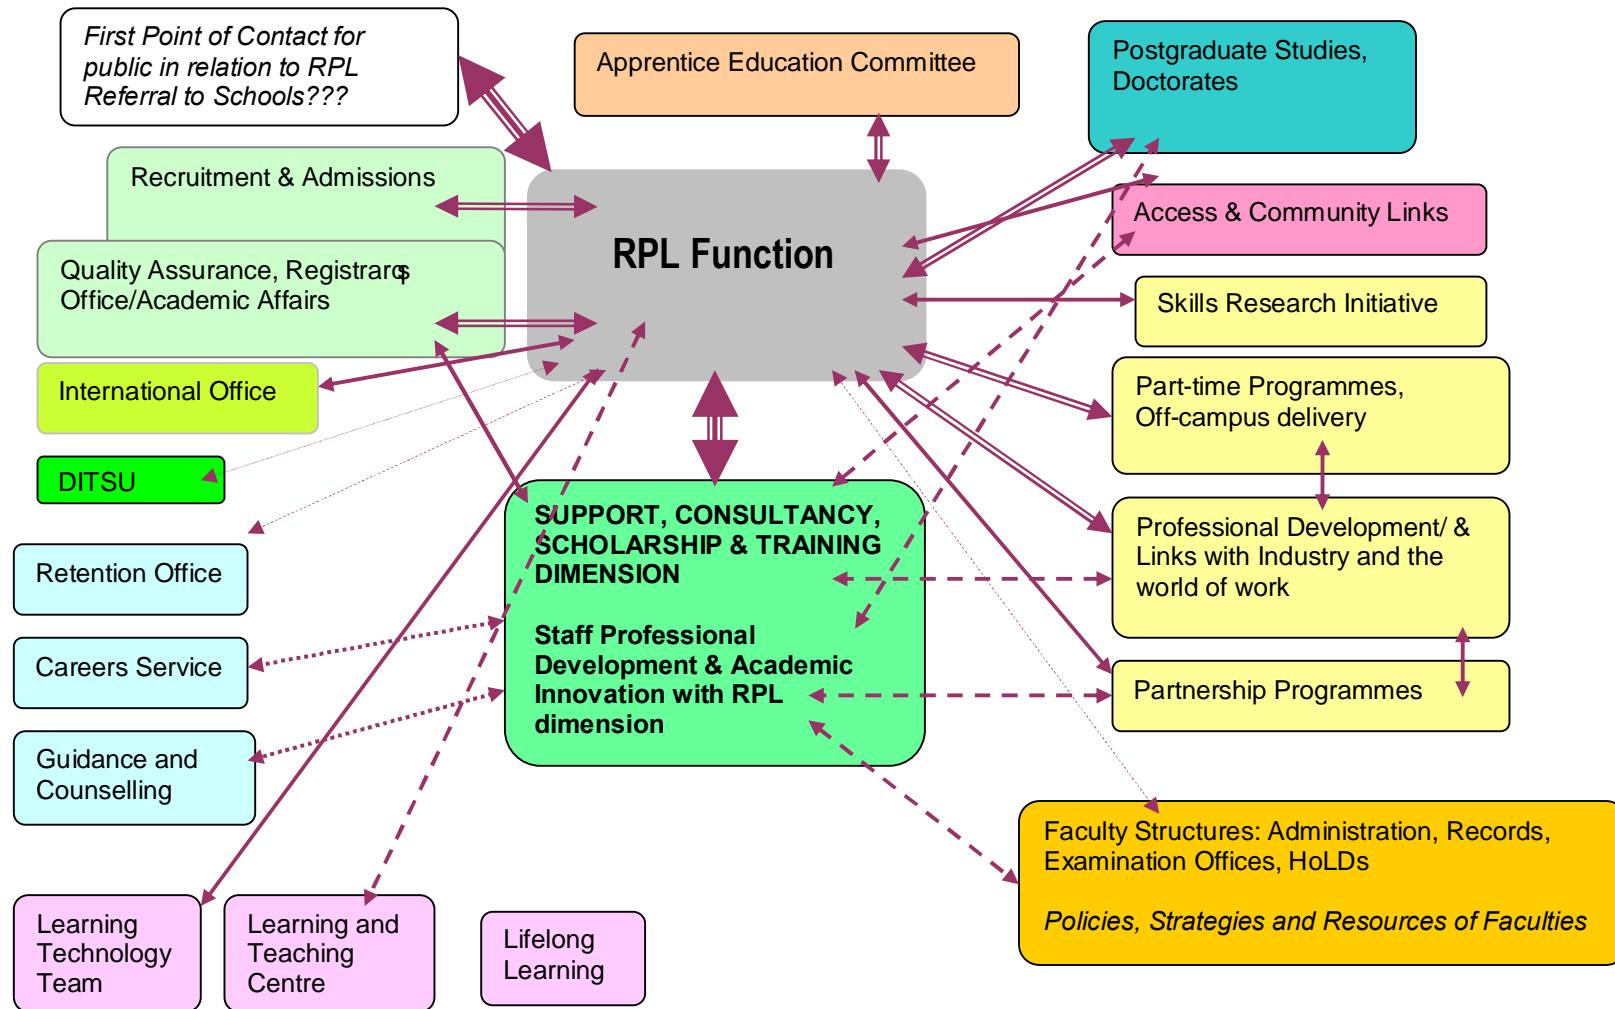 First Point of Contact for
public in relation to RPL
Referral to Schools???
Apprentice Education Committee
Postgraduate Studies,
Doctorates
Recruitment & Admissions
Access & Community Links
RPL Function
Quality Assurance, Registrarq
Office/Academic Affairs
Skills Research Initiative
International Office
Part-time Programmes,
Off-campus delivery
DITSU
SUPPORT, CONSULTANCY,
SCHOLARSHIP & TRAINING
DIMENSION
Staff Professional
Development & Academic
Innovation with RPL
dimension
Professional Development/ &
Links with Industry and the
world of work
Retention Office
Careers Service
Partnership Programmes
Guidance and
Counselling
Faculty Structures: Administration, Records,
Examination Offices, HoLDs
Policies, Strategies and Resources of Faculties
Learning
Technology
Team
Learning and
Teaching
Centre
Lifelong
Learning